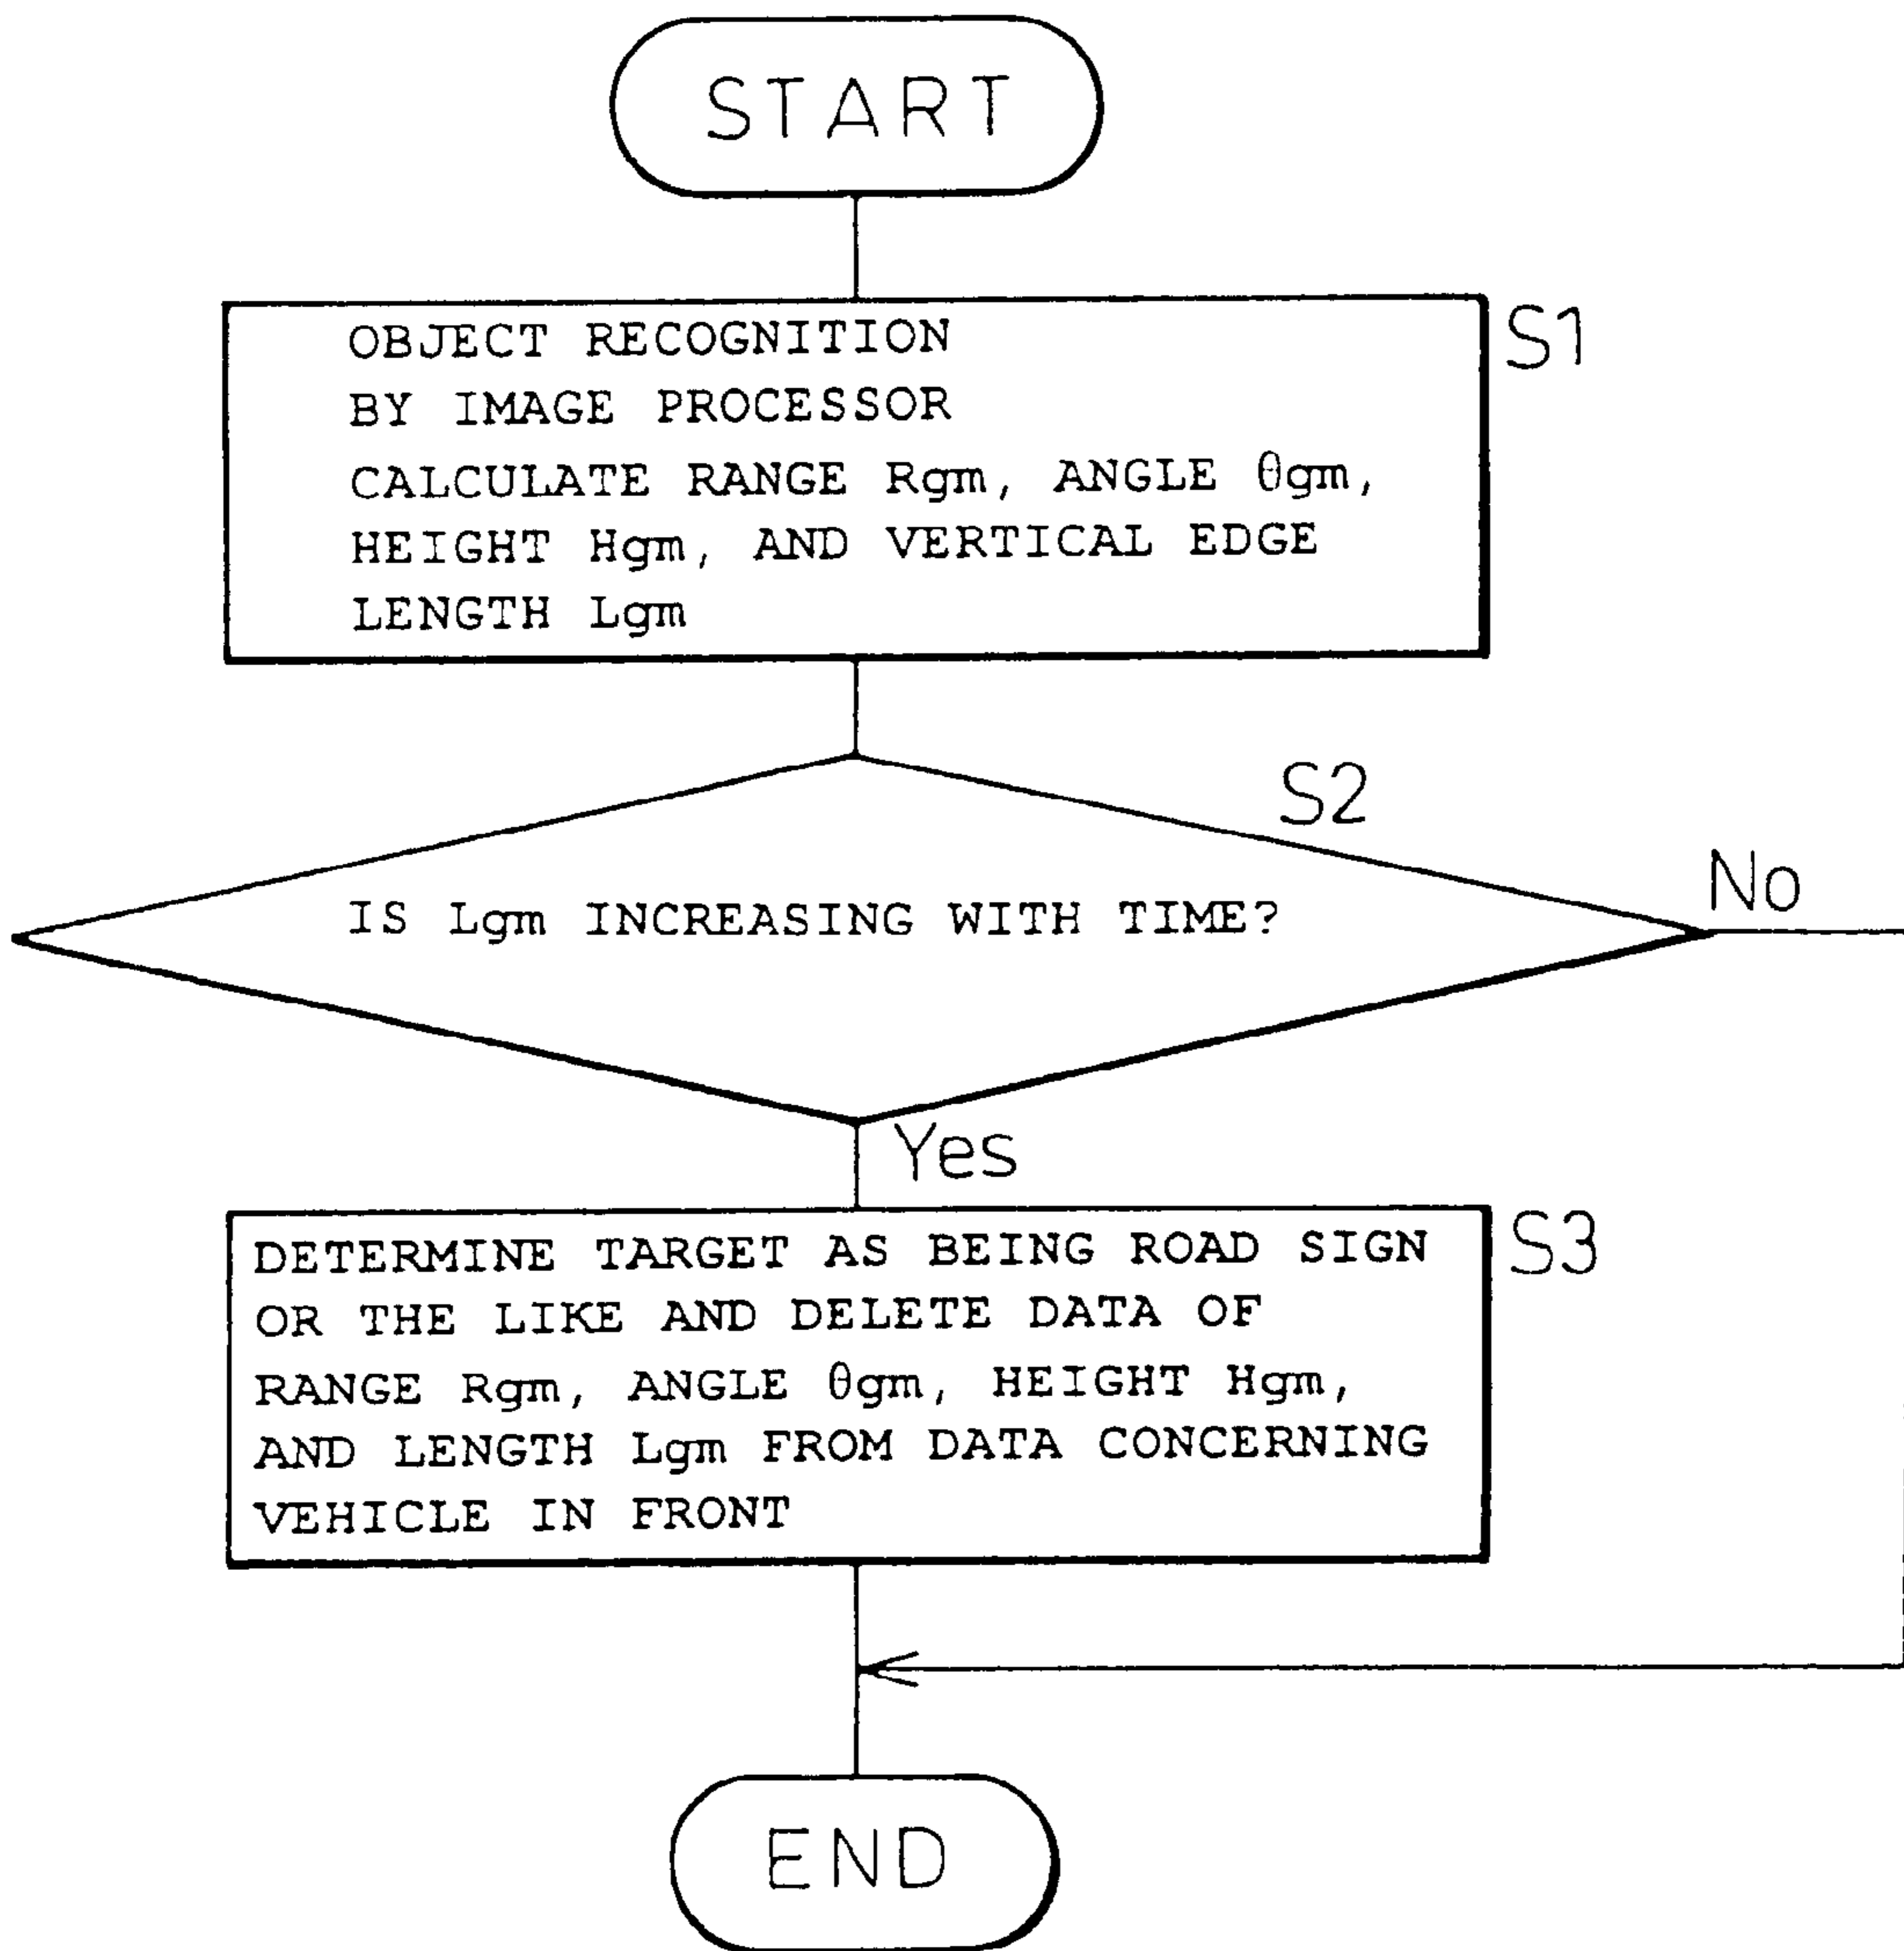 START
OBJECT RECOGNITION
BY IMAGE PROCESSOR
CALCULATE RANGE Rgm, ANGLE θgm,
HEIGHT Hgm, AND VERTICAL EDGE
LENGTH Lgm
S1
S2
IS Lgm INCREASING WITH TIME?
No
Yes
DETERMINE TARGET AS BEING ROAD SIGN
OR THE LIKE AND DELETE DATA OF
RANGE Rgm, ANGLE θgm, HEIGHT Hgm,
AND LENGTH Lgm FROM DATA CONCERNING
VEHICLE IN FRONT
S3
END